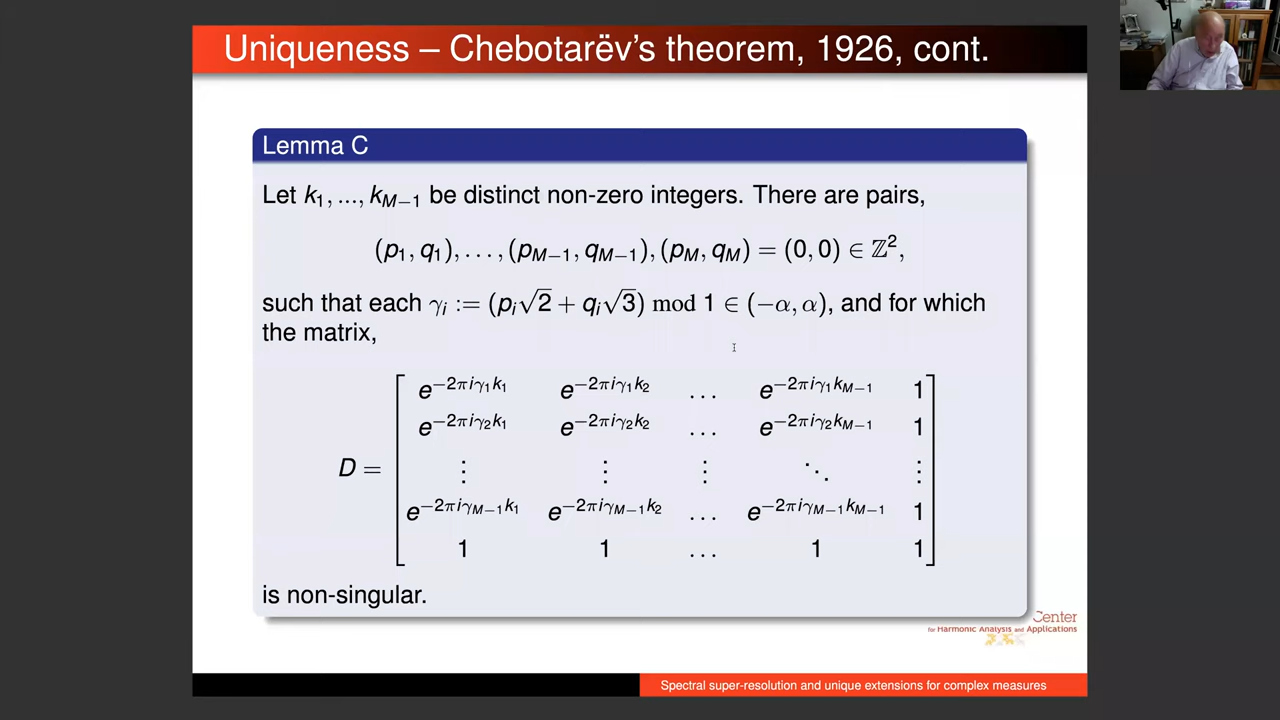 Uniqueness – Chebotarëv's theorem, 1926, cont.
Lemma C
Let k₁, ..., k_{M−1} be distinct non-zero integers. There are pairs,
(p₁, q₁), . . . , (p_{M−1}, q_{M−1}), (p_M, q_M) = (0, 0) ∈ ℤ²,
such that each γᵢ := (pᵢ√2 + qᵢ√3) mod 1 ∈ (−α, α), and for which
the matrix,
e^{−2πiγ₁k₁} e^{−2πiγ₁k₂} . . . e^{−2πiγ₁k_{M−1}} 1
e^{−2πiγ₂k₁} e^{−2πiγ₂k₂} . . . e^{−2πiγ₂k_{M−1}} 1
D = ⋮ ⋮ ⋮ ⋱ ⋮
e^{−2πiγ_{M−1}k₁} e^{−2πiγ_{M−1}k₂} . . . e^{−2πiγ_{M−1}k_{M−1}} 1
1 1 . . . 1 1
is non-singular.
Center
for Harmonic Analysis and Applications
Spectral super-resolution and unique extensions for complex measures